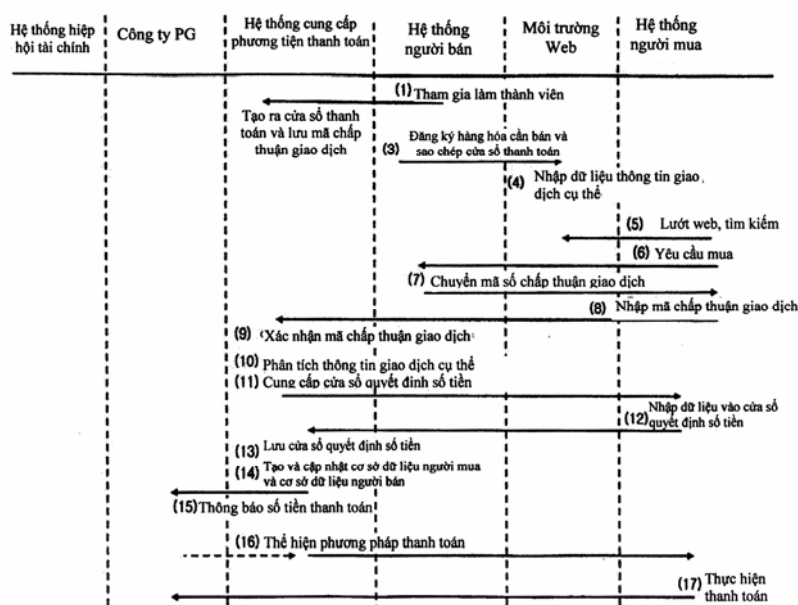 Hệ thống hiệp
hội tài chính
Công ty PG
Hệ thống cung cấp
phương tiện thanh toán
Hệ thống
người bán
Môi trường
Web
Hệ thống
người mua
(1) Tham gia làm thành viên
Tạo ra cửa sổ thanh
toán và lưu mã chấp
thuận giao dịch
(3) Đăng ký hàng hóa cần bán và
sao chép cửa sổ thanh toán
(4) Nhập dữ liệu thông tin giao
dịch cụ thể
(5) Lướt web, tìm kiếm
(6) Yêu cầu mua
(7) Chuyển mã số chấp thuận giao dịch
(8) Nhập mã chấp thuận giao dịch
(9) Xác nhận mã chấp thuận giao dịch
(10) Phân tích thông tin giao dịch cụ thể
(11) Cung cấp cửa sổ quyết định số tiền
(12) Nhập dữ liệu vào cửa sổ
quyết định số tiền
(13) Lưu cửa sổ quyết định số tiền
(14) Tạo và cập nhật cơ sở dữ liệu người mua
và cơ sở dữ liệu người bán
(15) Thông báo số tiền thanh toán
(16) Thể hiện phương pháp thanh toán
(17) Thực hiện
thanh toán